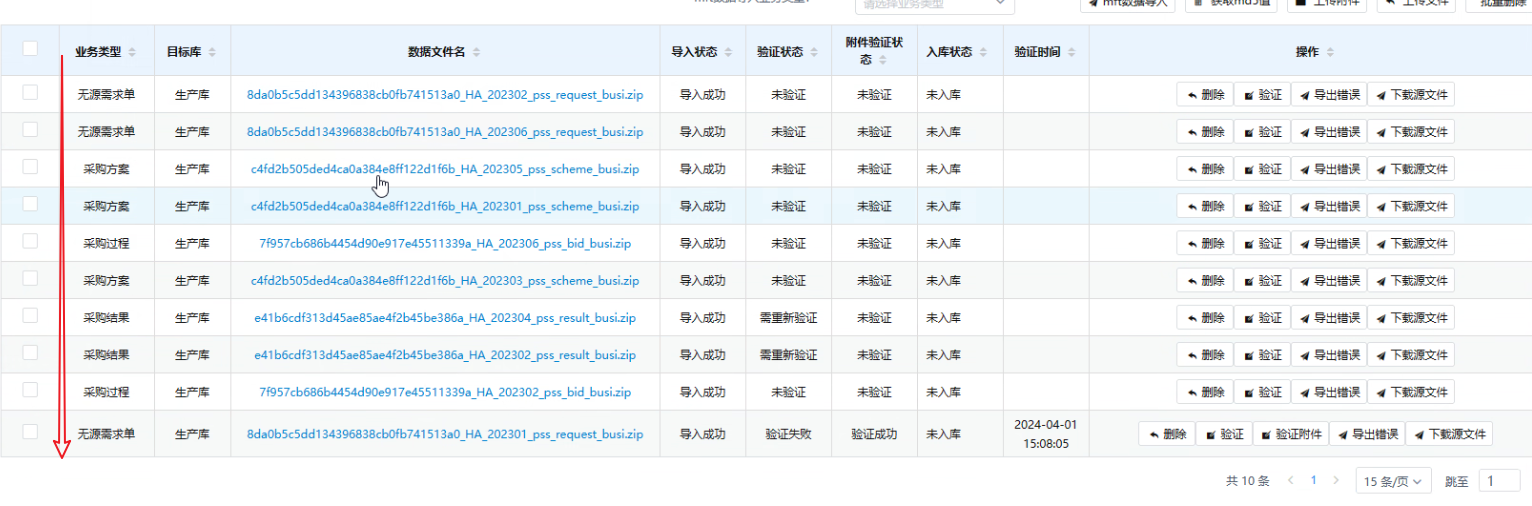 mft数据导入业务类型: 请选择业务类型 mft数据导入 获取md5值 上传附件 上传文件 批量删除
业务类型 目标库 数据文件名 导入状态 验证状态 附件验证状态 入库状态 验证时间 操作
无源需求单 生产库 8da0b5c5dd134396838cb0fb741513a0_HA_202302_pss_request_busi.zip 导入成功 未验证 未验证 未入库 删除 验证 导出错误 下载源文件
无源需求单 生产库 8da0b5c5dd134396838cb0fb741513a0_HA_202306_pss_request_busi.zip 导入成功 未验证 未验证 未入库 删除 验证 导出错误 下载源文件
采购方案 生产库 c4fd2b505ded4ca0a384e8ff122d1f6b_HA_202305_pss_scheme_busi.zip 导入成功 未验证 未验证 未入库 删除 验证 导出错误 下载源文件
采购方案 生产库 c4fd2b505ded4ca0a384e8ff122d1f6b_HA_202301_pss_scheme_busi.zip 导入成功 未验证 未验证 未入库 删除 验证 导出错误 下载源文件
采购过程 生产库 7f957cb686b4454d90e917e45511339a_HA_202306_pss_bid_busi.zip 导入成功 未验证 未验证 未入库 删除 验证 导出错误 下载源文件
采购方案 生产库 c4fd2b505ded4ca0a384e8ff122d1f6b_HA_202303_pss_scheme_busi.zip 导入成功 未验证 未验证 未入库 删除 验证 导出错误 下载源文件
采购结果 生产库 e41b6cdf313d45ae85ae4f2b45be386a_HA_202304_pss_result_busi.zip 导入成功 需重新验证 未验证 未入库 删除 验证 导出错误 下载源文件
采购结果 生产库 e41b6cdf313d45ae85ae4f2b45be386a_HA_202302_pss_result_busi.zip 导入成功 需重新验证 未验证 未入库 删除 验证 导出错误 下载源文件
采购过程 生产库 7f957cb686b4454d90e917e45511339a_HA_202302_pss_bid_busi.zip 导入成功 未验证 未验证 未入库 删除 验证 导出错误 下载源文件
无源需求单 生产库 8da0b5c5dd134396838cb0fb741513a0_HA_202301_pss_request_busi.zip 导入成功 验证失败 验证成功 未入库 2024-04-01 15:08:05 删除 验证 验证附件 导出错误 下载源文件
共 10 条 1 15 条/页 跳至 1